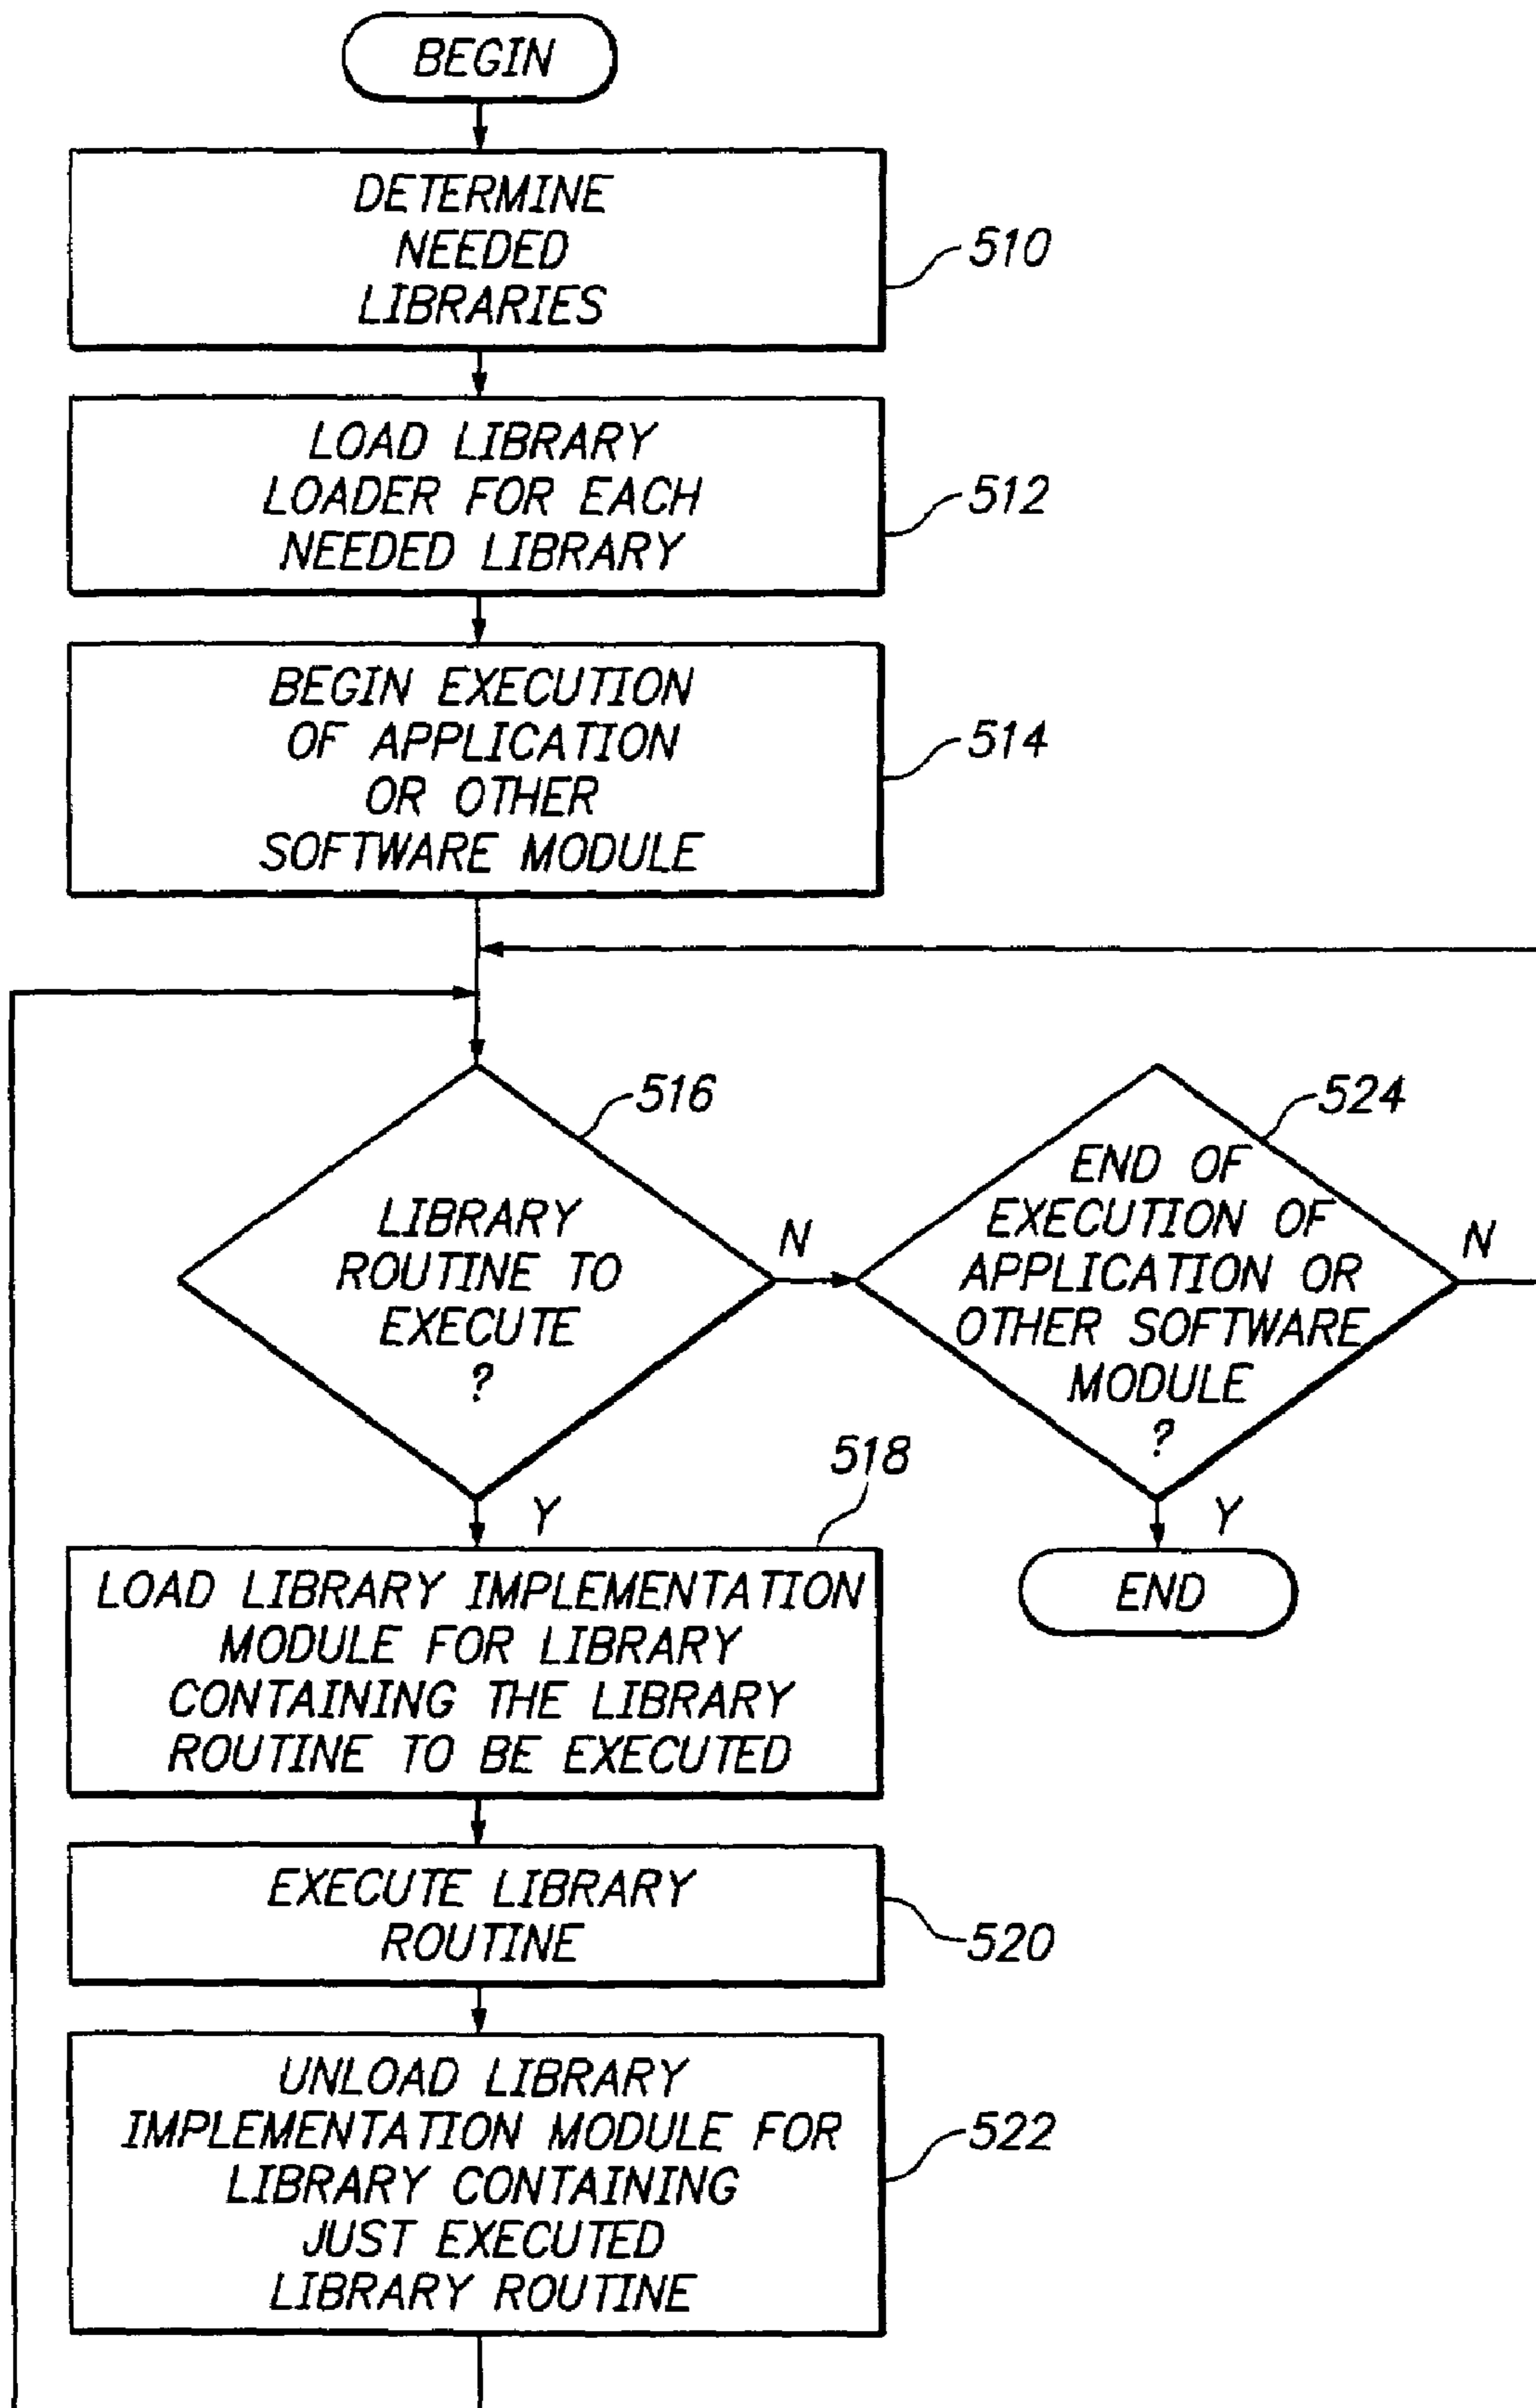 BEGIN
DETERMINE
NEEDED
LIBRARIES
510
LOAD LIBRARY
LOADER FOR EACH
NEEDED LIBRARY
512
BEGIN EXECUTION
OF APPLICATION
OR OTHER
SOFTWARE MODULE
514
516
LIBRARY
ROUTINE TO
EXECUTE
?
N
Y
524
END OF
EXECUTION OF
APPLICATION OR
OTHER SOFTWARE
MODULE
?
N
Y
END
518
LOAD LIBRARY IMPLEMENTATION
MODULE FOR LIBRARY
CONTAINING THE LIBRARY
ROUTINE TO BE EXECUTED
EXECUTE LIBRARY
ROUTINE
520
UNLOAD LIBRARY
IMPLEMENTATION MODULE FOR
LIBRARY CONTAINING
JUST EXECUTED
LIBRARY ROUTINE
522